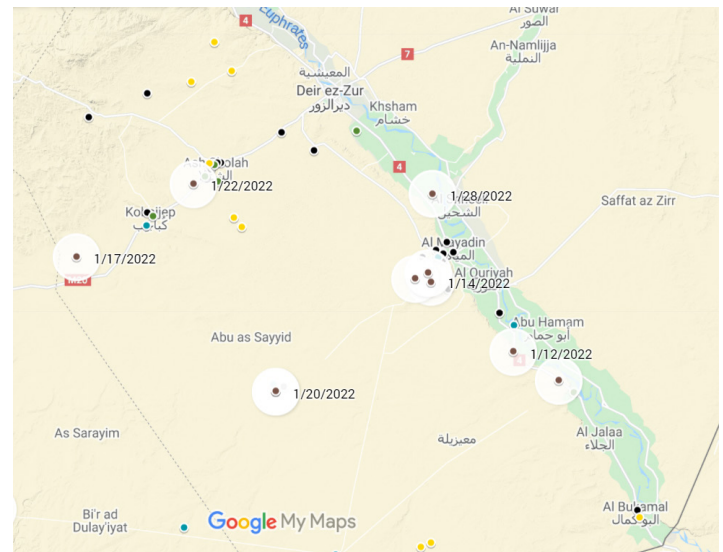 Al Suwar
الصور
4
Euphrates
An-Namlijja
النملية
7
المعيشية
Deir ez-Zur
ديرالزور
Khsham
خشام
4
1/22/2022
1/28/2022
الشحيل
Saffat az Zirr
1/17/2022
Al Mayadin
Al Quriyah
1/14/2022
Abu Hamam
أبو حمام
Abu as Sayyid
1/12/2022
1/20/2022
As Sarayim
معيزيلة
Al Jalaa
الجلاء
Bi'r ad
Dulay'iyat
Google My Maps
Al Bukamal
البوكمال